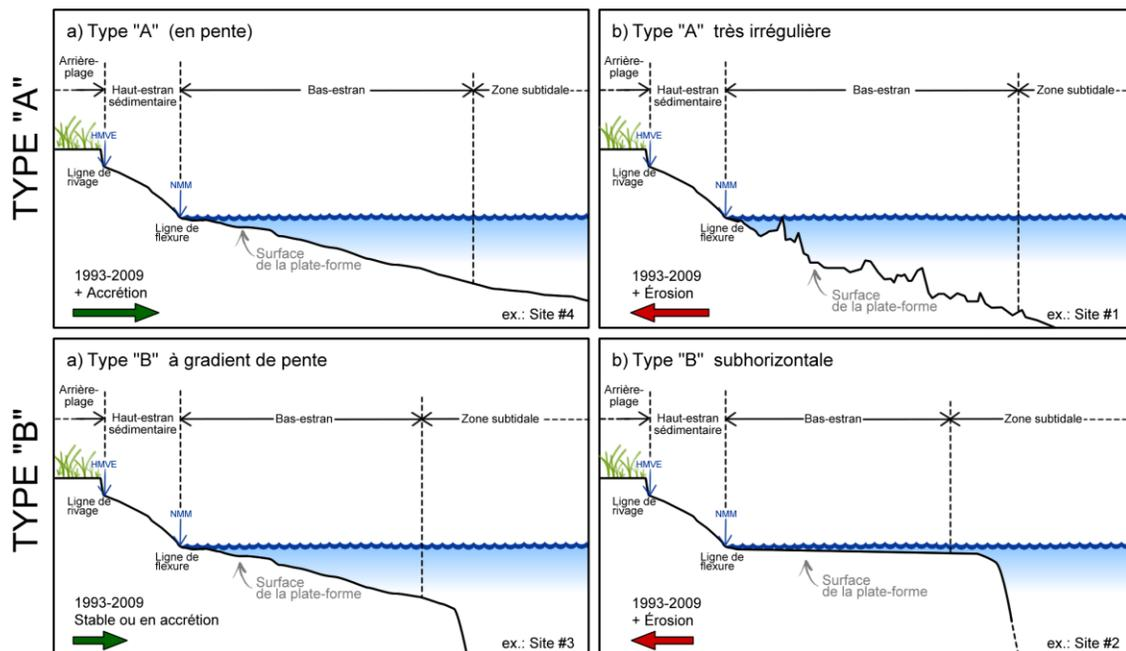 TYPE "A"
a) Type "A" (en pente)
Arrière-
plage
Haut-estran
sédimentaire
Bas-estran
Zone subtidale
HMVE
Ligne de
rivage
NMM
Ligne de
flexure
Surface
de la plate-forme
1993-2009
+ Accrétion
ex.: Site #4
b) Type "A" très irrégulière
Arrière-
plage
Haut-estran
sédimentaire
Bas-estran
Zone subtidale
HMVE
Ligne de
rivage
NMM
Ligne de
flexure
Surface
de la plate-forme
1993-2009
+ Érosion
ex.: Site #1
TYPE "B"
a) Type "B" à gradient de pente
Arrière-
plage
Haut-estran
sédimentaire
Bas-estran
Zone subtidale
HMVE
Ligne de
rivage
NMM
Ligne de
flexure
Surface
de la plate-forme
1993-2009
Stable ou en accrétion
ex.: Site #3
b) Type "B" subhorizontale
Arrière-
plage
Haut-estran
sédimentaire
Bas-estran
Zone subtidale
HMVE
Ligne de
rivage
NMM
Ligne de
flexure
Surface
de la plate-forme
1993-2009
+ Érosion
ex.: Site #2